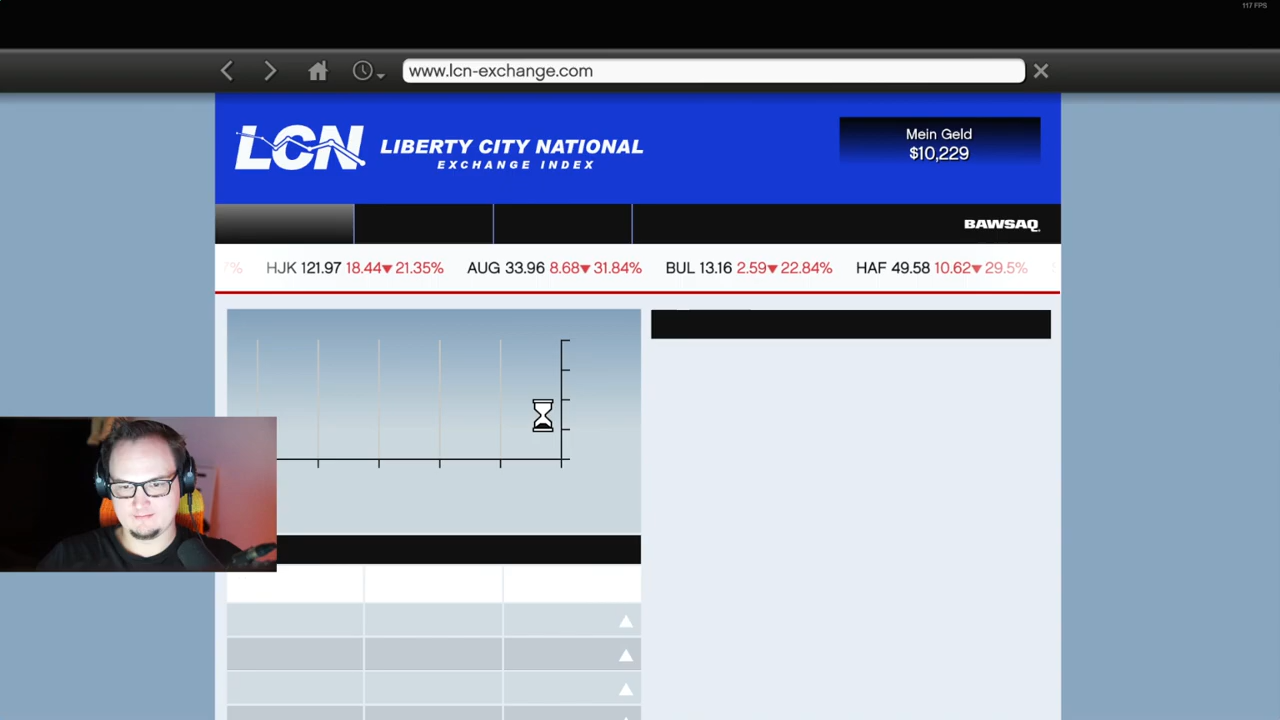 117 FPS
www.lcn-exchange.com
LCN LIBERTY CITY NATIONAL
EXCHANGE INDEX
Mein Geld
$10,229
BAWSAQ
HJK 121.97 18.44▼21.35% AUG 33.96 8.68▼31.84% BUL 13.16 2.59▼22.84% HAF 49.58 10.62▼29.5%